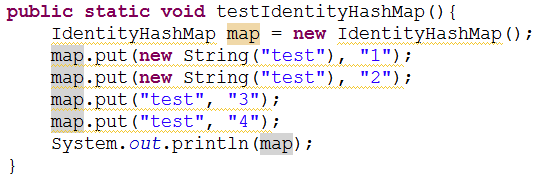 public static void testIdentityHashMap(){
    IdentityHashMap map = new IdentityHashMap();
    map.put(new String("test"), "1");
    map.put(new String("test"), "2");
    map.put("test", "3");
    map.put("test", "4");
    System.out.println(map);
}